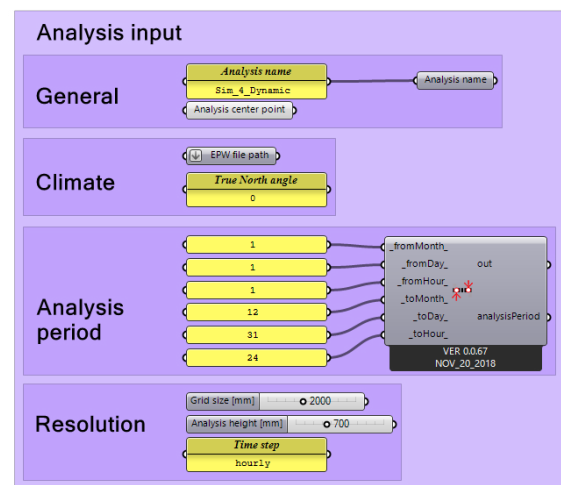 Analysis input
General
Analysis name
Sim_4_Dynamic
Analysis name
Analysis center point
Climate
EPW file path
True North angle
0
Analysis
period
1
1
1
12
31
24
_fromMonth_
_fromDay_
_fromHour_
_toMonth_
_toDay_
_toHour_
out
analysisPeriod
VER 0.0.67
NOV_20_2018
Resolution
Grid size [mm] 2000
Analysis height [mm] 700
Time step
hourly